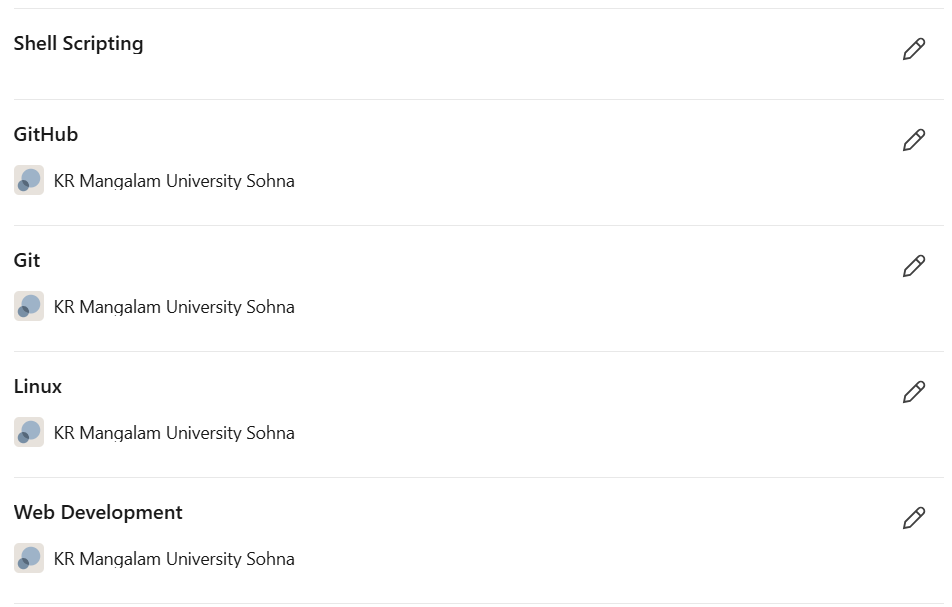 Shell Scripting
GitHub
KR Mangalam University Sohna
Git
KR Mangalam University Sohna
Linux
KR Mangalam University Sohna
Web Development
KR Mangalam University Sohna